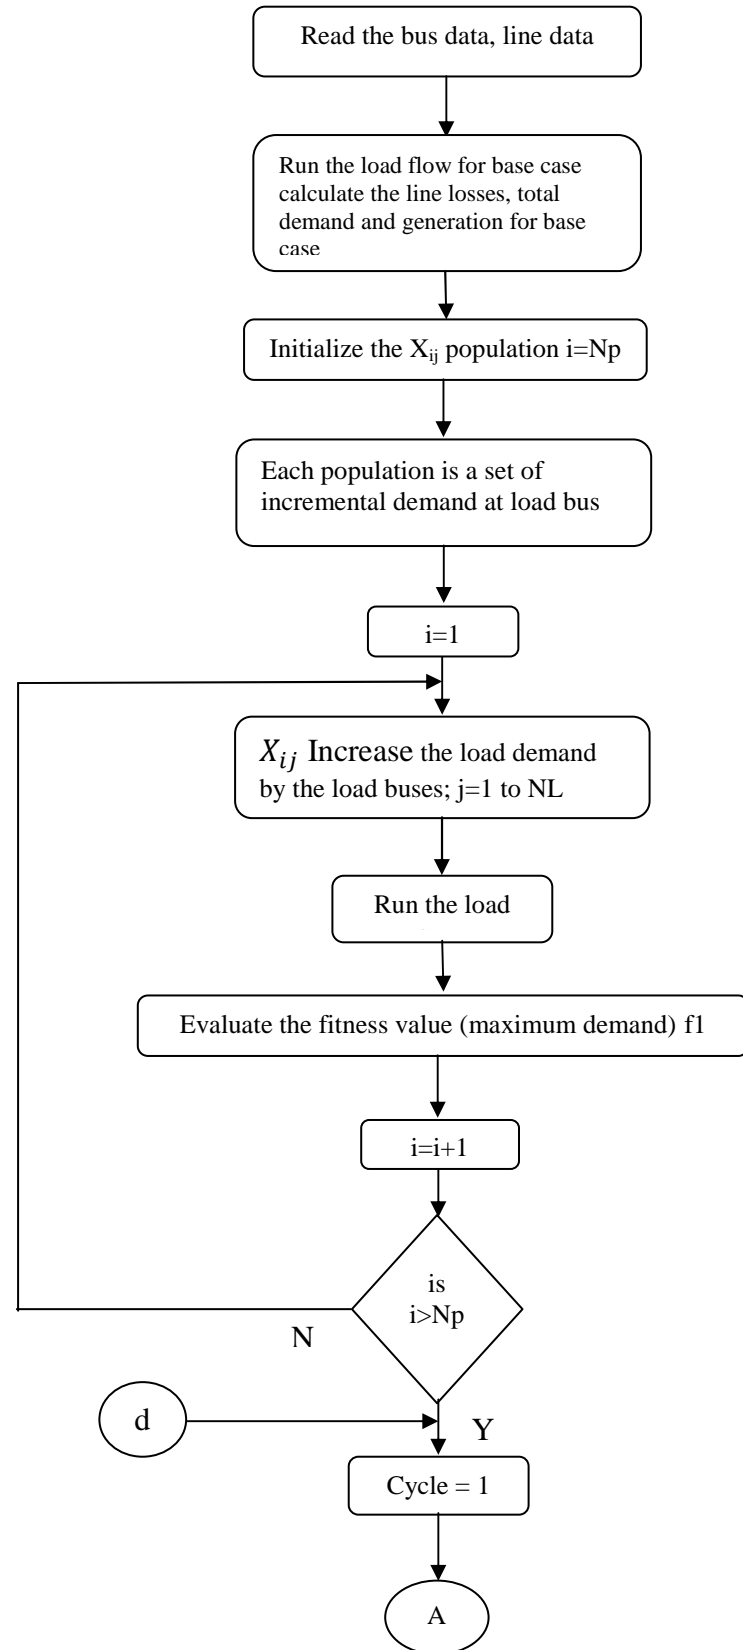 Read the bus data, line data
Run the load flow for base case
calculate the line losses, total
demand and generation for base
case
Initialize the Xᵢⱼ population i=Np
Each population is a set of
incremental demand at load bus
i=1
𝑋ᵢⱼ Increase the load demand
by the load buses; j=1 to NL
Run the load
Evaluate the fitness value (maximum demand) f1
i=i+1
is
i>Np
N
d
Y
Cycle = 1
A